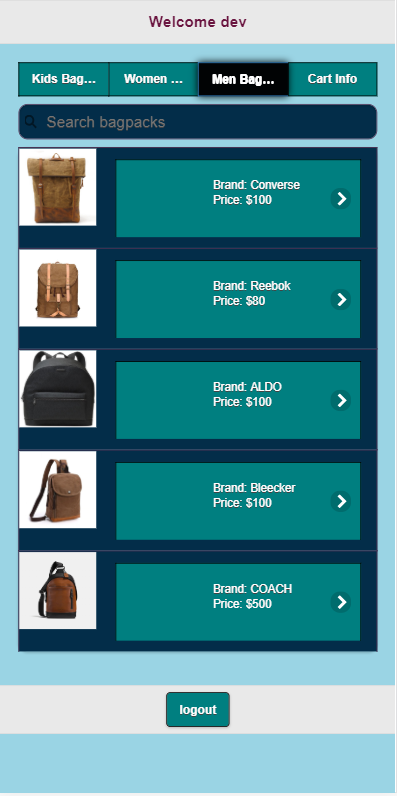 Welcome dev
Kids Bag... Women ... Men Bag... Cart Info
Search bagpacks
Brand: Converse
Price: $100
Brand: Reebok
Price: $80
Brand: ALDO
Price: $100
Brand: Bleecker
Price: $100
Brand: COACH
Price: $500
logout